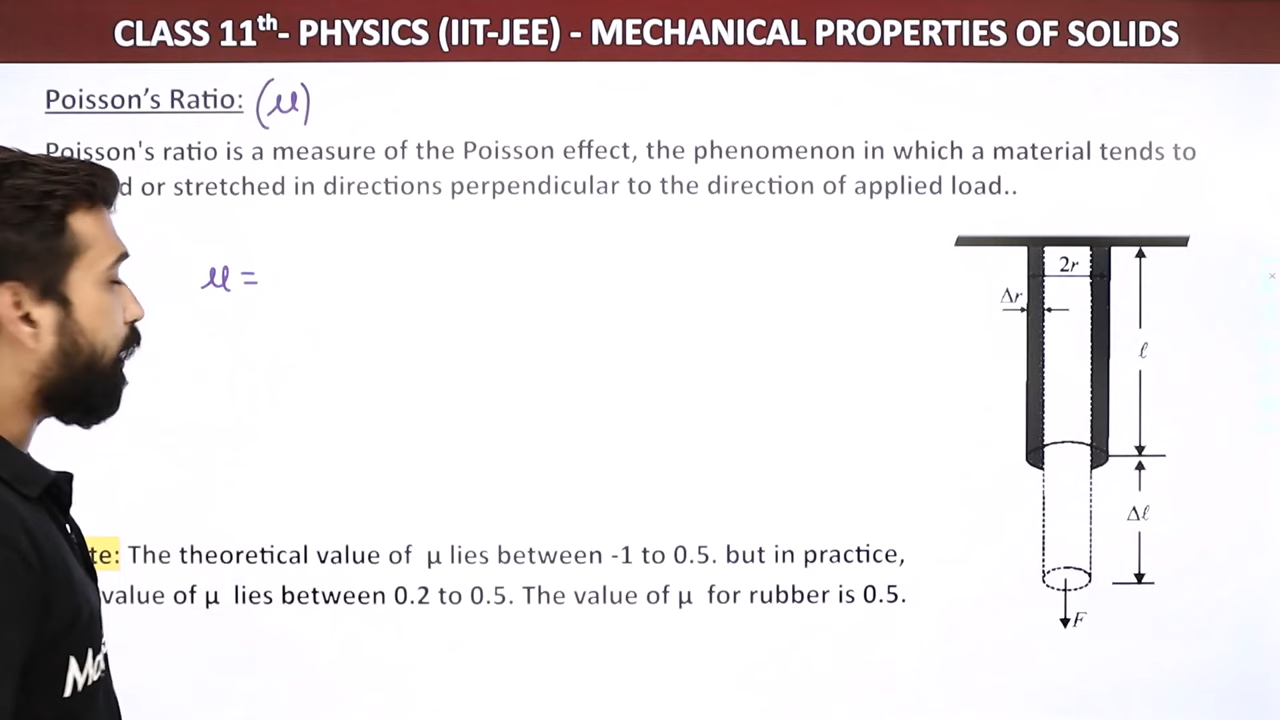 CLASS 11th- PHYSICS (IIT-JEE) - MECHANICAL PROPERTIES OF SOLIDS
Poisson's Ratio: (μ)
Poisson's ratio is a measure of the Poisson effect, the phenomenon in which a material tends to
or stretched in directions perpendicular to the direction of applied load..
μ =
2r
Δr
ℓ
Δℓ
F
The theoretical value of μ lies between -1 to 0.5. but in practice,
value of μ lies between 0.2 to 0.5. The value of μ for rubber is 0.5.